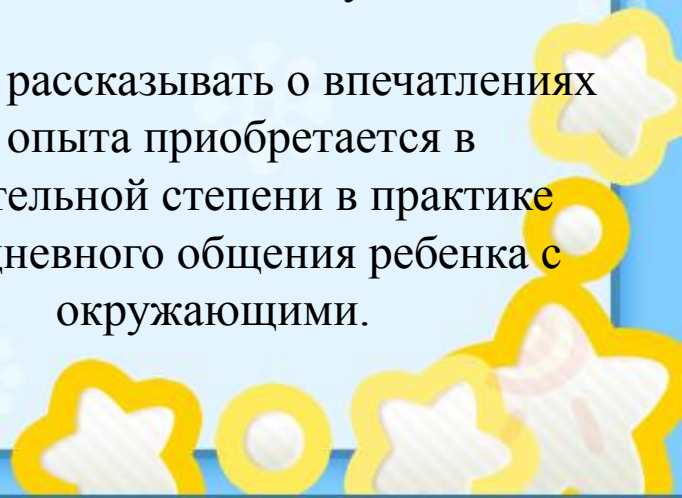 рассказывать о впечатлениях
опыта приобретается в
тельной степени в практике
дневного общения ребенка с
окружающими.